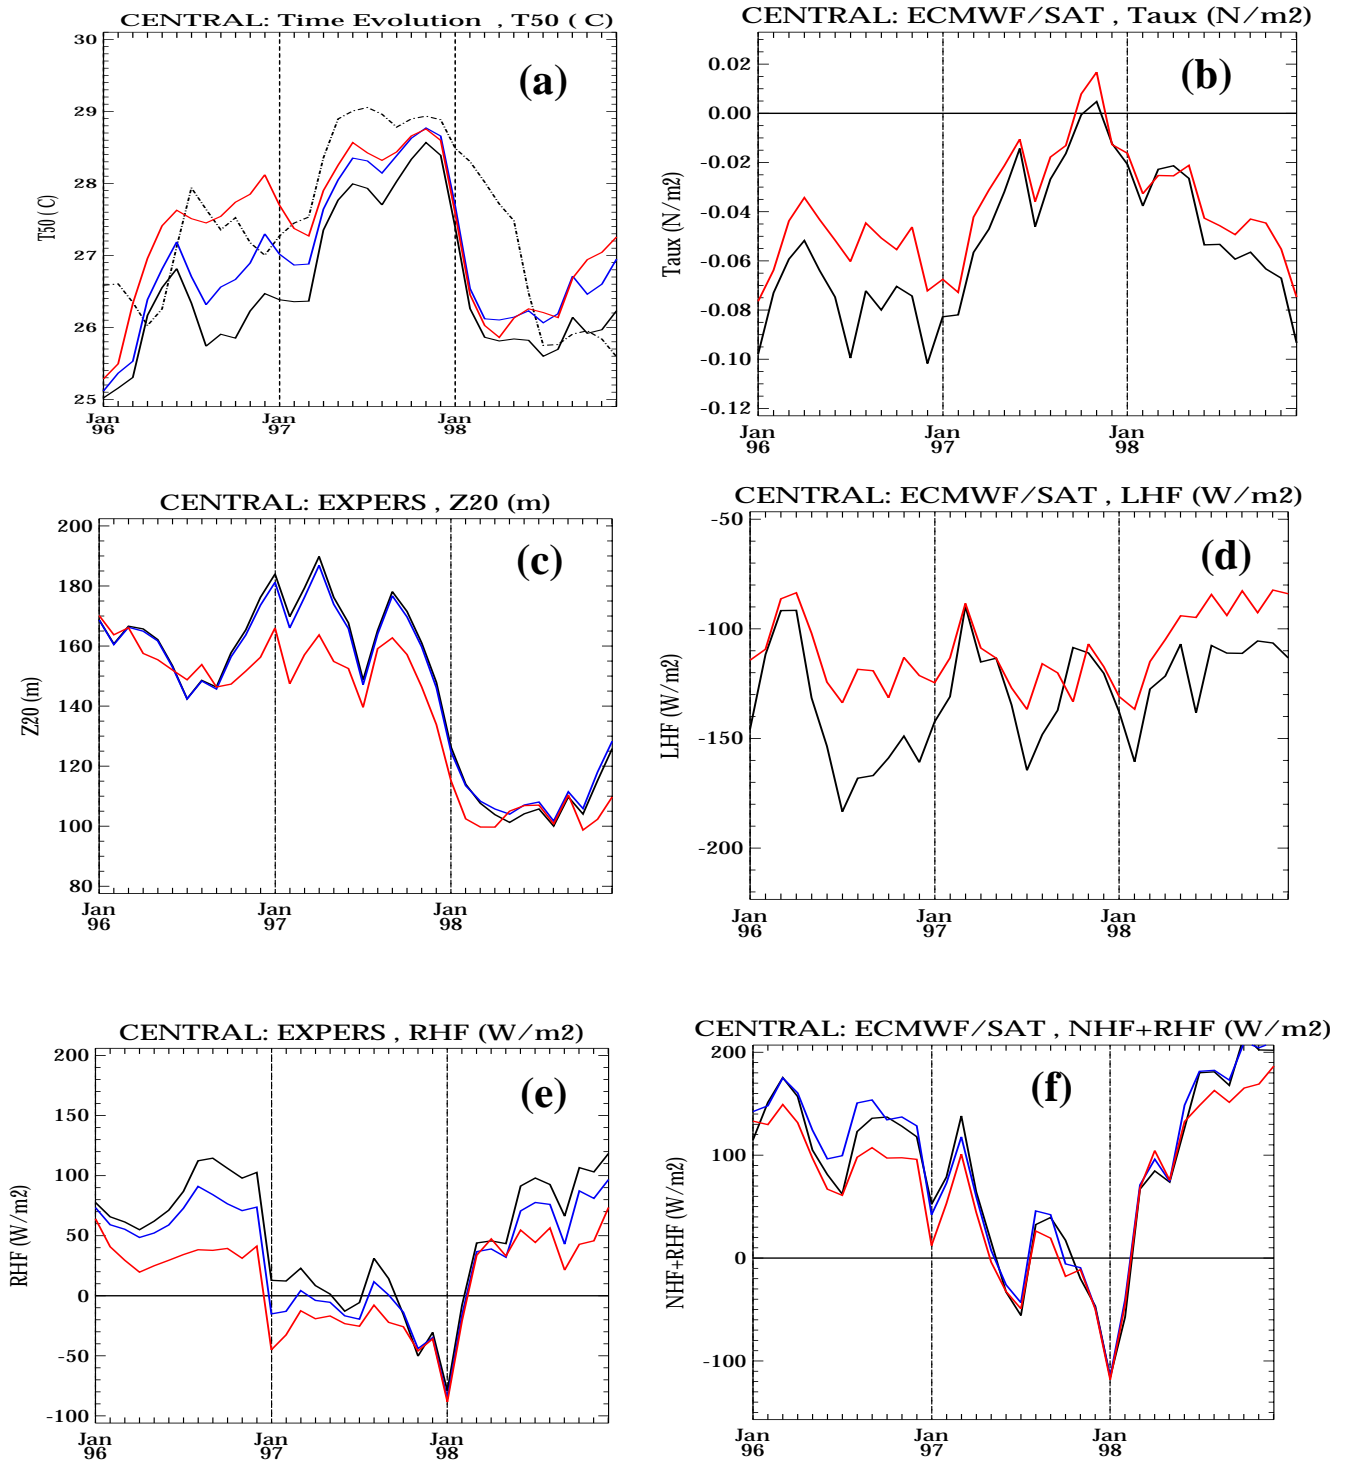 CENTRAL: Time Evolution , T50 ( C)
30
29
28
27
26
25
T50 ( C)
(a)
Jan
96
Jan
97
Jan
98
CENTRAL: ECMWF/SAT , Taux (N/m2)
0.02
0.00
-0.02
-0.04
-0.06
-0.08
-0.10
-0.12
Taux (N/m2)
(b)
Jan
96
Jan
97
Jan
98
CENTRAL: EXPERS , Z20 (m)
200
180
160
140
120
100
80
Z20 (m)
(c)
Jan
96
Jan
97
Jan
98
CENTRAL: ECMWF/SAT , LHF (W/m2)
-50
-100
-150
-200
LHF (W/m2)
(d)
Jan
96
Jan
97
Jan
98
CENTRAL: EXPERS , RHF (W/m2)
200
150
100
50
0
-50
-100
RHF (W/m2)
(e)
Jan
96
Jan
97
Jan
98
CENTRAL: ECMWF/SAT , NHF+RHF (W/m2)
200
100
0
-100
NHF+RHF (W/m2)
(f)
Jan
96
Jan
97
Jan
98